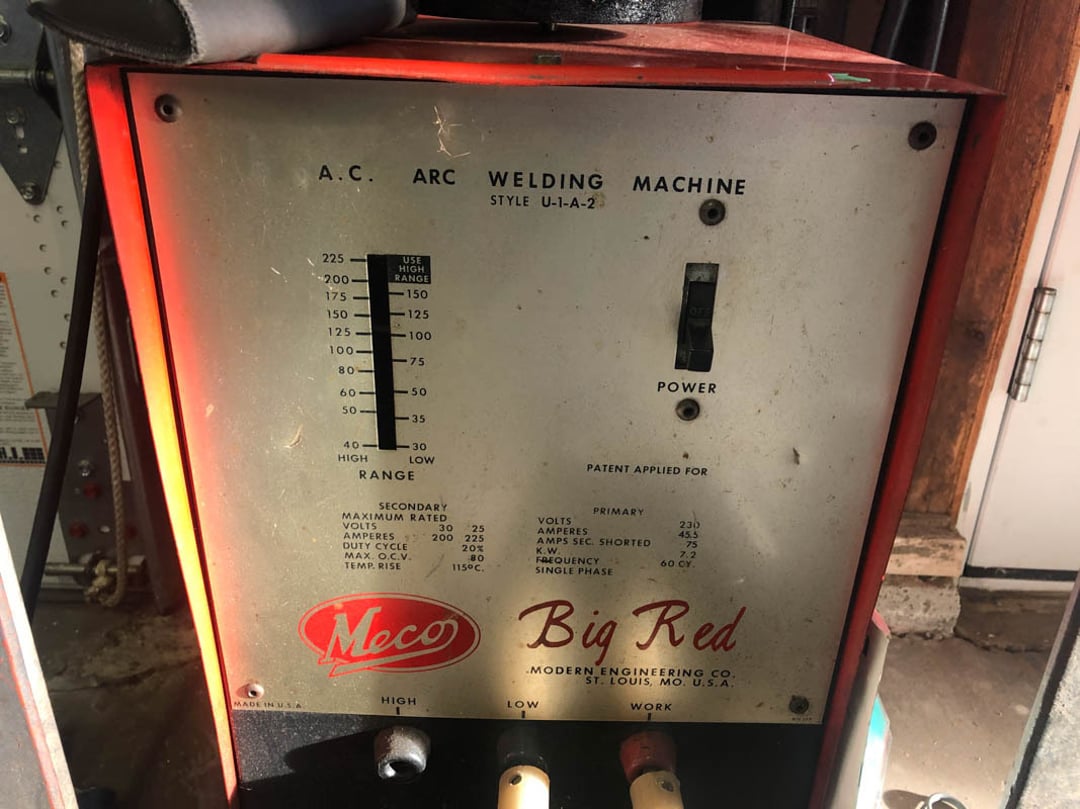 A.C. ARC WELDING MACHINE
STYLE U-1-A-2
225
200
175
150
125
100
80
60
50
40
HIGH
USE
HIGH
RANGE
150
125
100
75
50
35
30
LOW
RANGE
OFF
POWER
PATENT APPLIED FOR
SECONDARY
MAXIMUM RATED
VOLTS 30 25
AMPERES 200 225
DUTY CYCLE 20%
MAX. O.C.V. 80
TEMP. RISE 115°C.
PRIMARY
VOLTS 230
AMPERES 45.5
AMPS SEC. SHORTED 75
K.W. 7.2
FREQUENCY 60 CY.
SINGLE PHASE
Meco
Big Red
MODERN ENGINEERING CO.
ST. LOUIS, MO. U.S.A.
MADE IN U.S.A.
HIGH
LOW
WORK